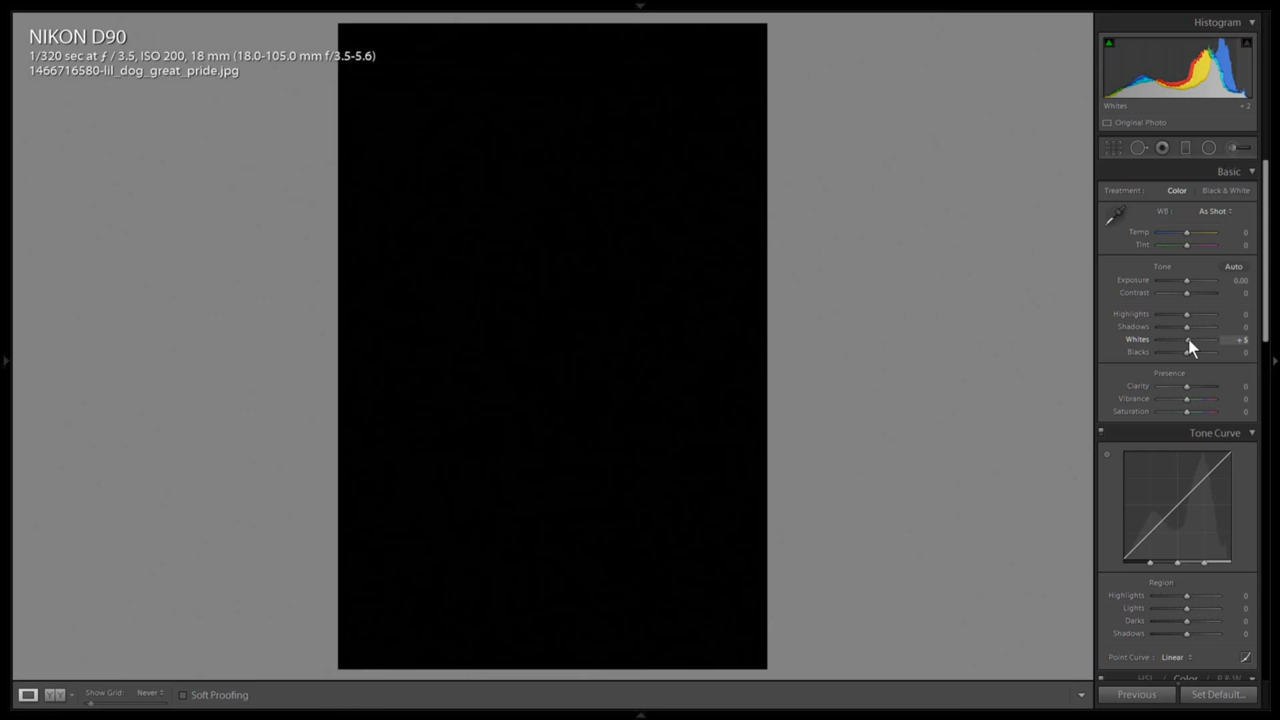 NIKON D90
1/320 sec at ƒ / 3.5, ISO 200, 18 mm (18.0-105.0 mm f/3.5-5.6)
1466716580-lil_dog_great_pride.jpg
Histogram
Whites + 2
Original Photo
Basic
Treatment : Color Black & White
WB : As Shot
Temp 0
Tint 0
Tone Auto
Exposure 0.00
Contrast 0
Highlights 0
Shadows 0
Whites + 5
Blacks 0
Presence
Clarity 0
Vibrance 0
Saturation 0
Tone Curve
Region
Highlights 0
Lights 0
Darks 0
Shadows 0
Point Curve : Linear
HSL / Color / B & W
Show Grid: Never
Soft Proofing
Previous
Set Default...